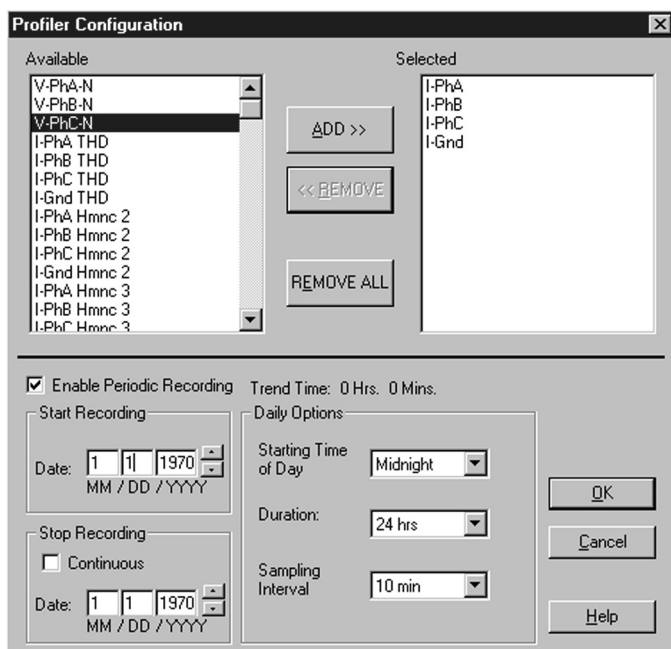 Profiler Configuration
Available
Selected
V-PhA-N
V-PhB-N
V-PhC-N
I-PhA THD
I-PhB THD
I-PhC THD
I-Gnd THD
I-PhA Hmnc 2
I-PhB Hmnc 2
I-PhC Hmnc 2
I-Gnd Hmnc 2
I-PhA Hmnc 3
I-PhB Hmnc 3
I-PhC Hmnc 3
ADD >>
<< REMOVE
REMOVE ALL
I-PhA
I-PhB
I-PhC
I-Gnd
Enable Periodic Recording
Trend Time: 0 Hrs. 0 Mins.
Start Recording
Date: 1 1 1970
MM / DD / YYYY
Stop Recording
Continuous
Date: 1 1 1970
MM / DD / YYYY
Daily Options
Starting Time
of Day
Midnight
Duration:
24 hrs
Sampling
Interval
10 min
OK
Cancel
Help